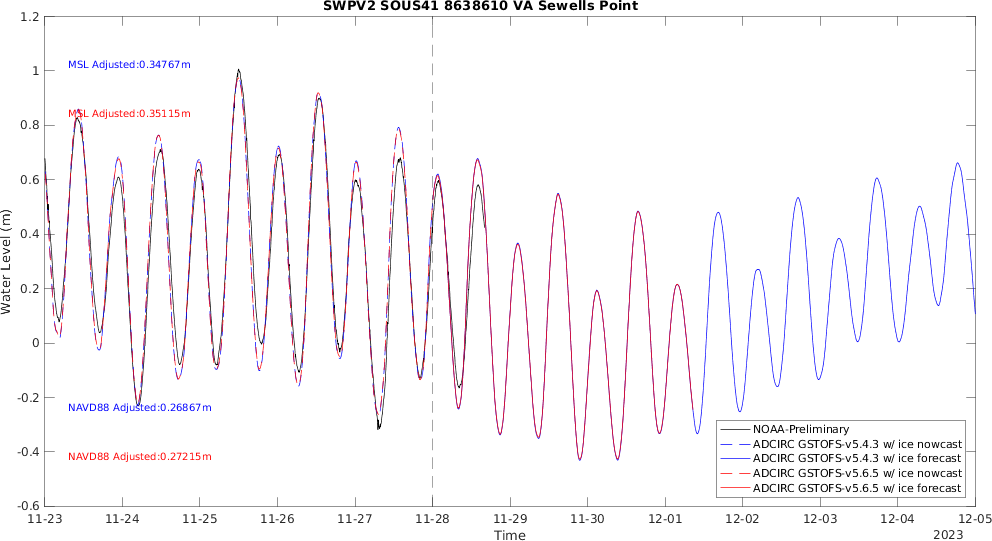 SWPV2 SOUS41 8638610 VA Sewells Point
1.2
1
0.8
0.6
0.4
0.2
0
-0.2
-0.4
-0.6
Water Level (m)
MSL Adjusted:0.34767m
MSL Adjusted:0.35115m
NAVD88 Adjusted:0.26867m
NAVD88 Adjusted:0.27215m
NOAA-Preliminary
ADCIRC GSTOFS-v5.4.3 w/ ice nowcast
ADCIRC GSTOFS-v5.4.3 w/ ice forecast
ADCIRC GSTOFS-v5.6.5 w/ ice nowcast
ADCIRC GSTOFS-v5.6.5 w/ ice forecast
11-23 11-24 11-25 11-26 11-27 11-28 11-29 11-30 12-01 12-02 12-03 12-04 12-05
Time
2023